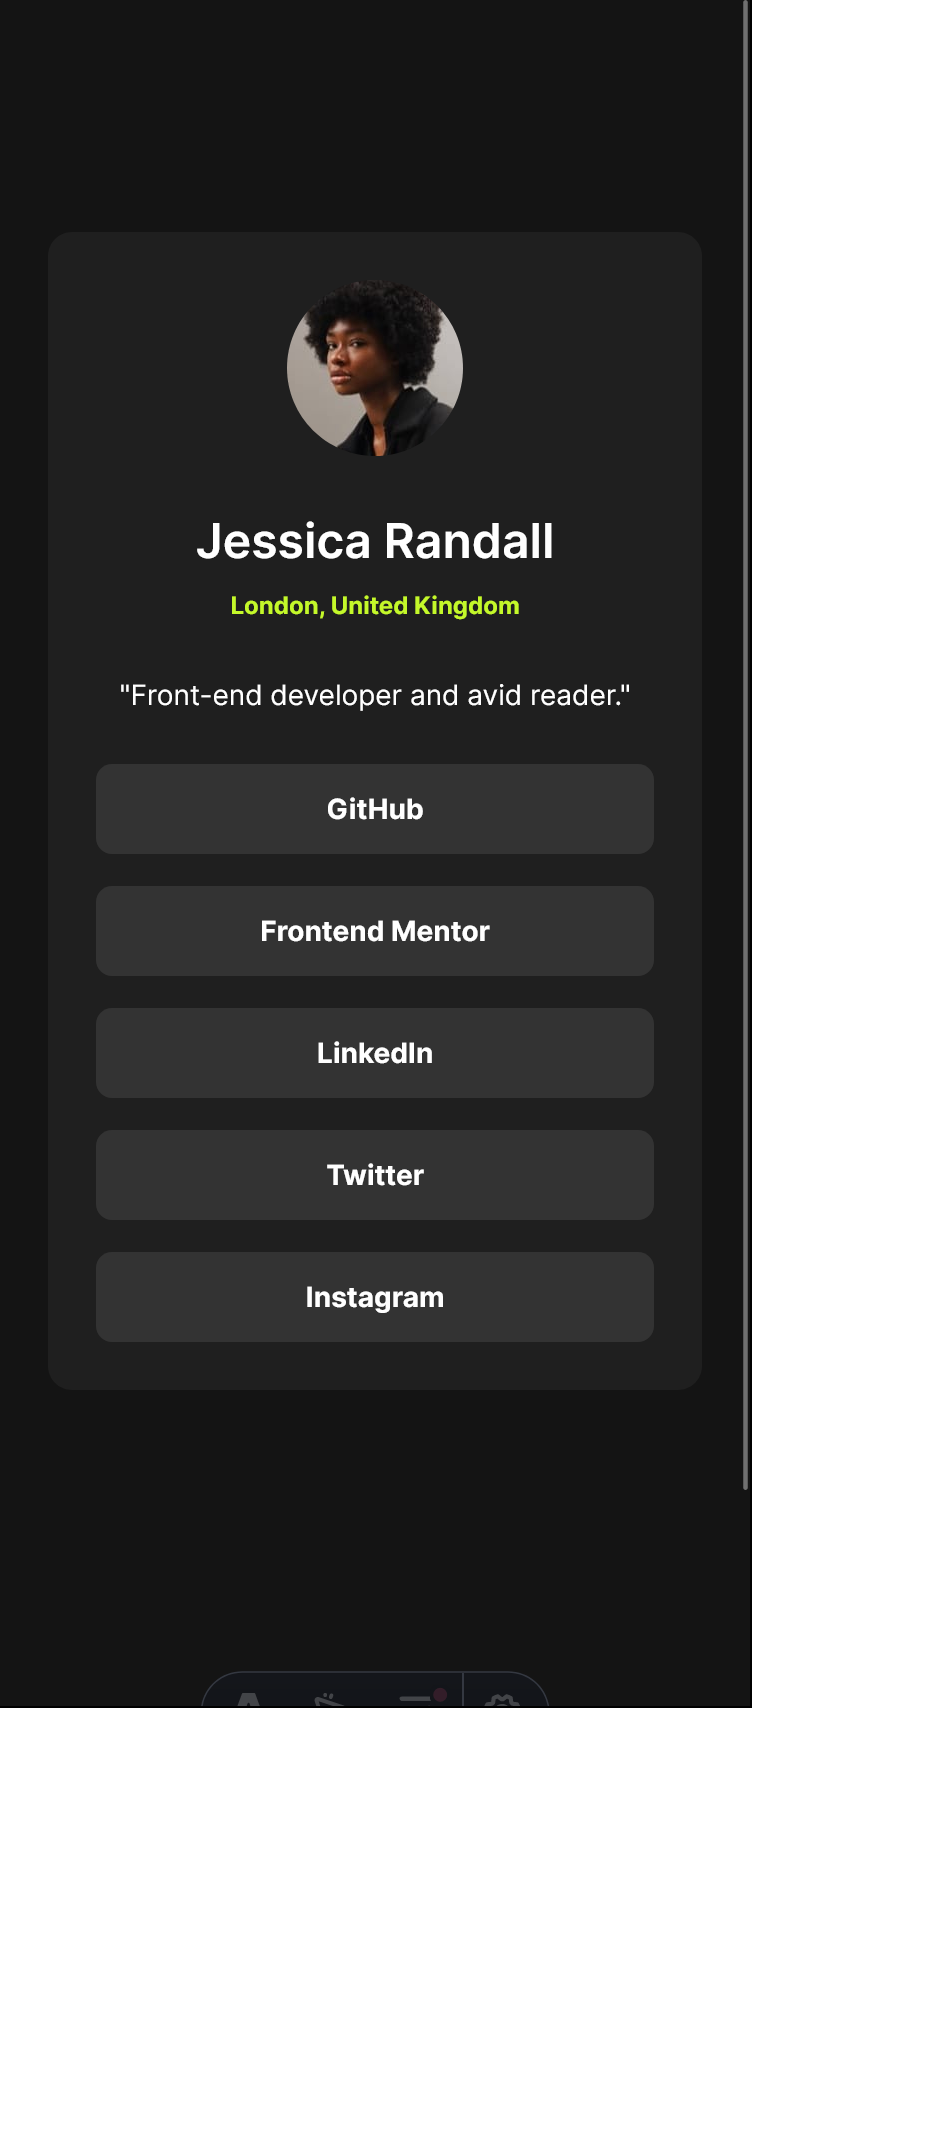 Jessica Randall
London, United Kingdom
"Front-end developer and avid reader."
GitHub
Frontend Mentor
LinkedIn
Twitter
Instagram